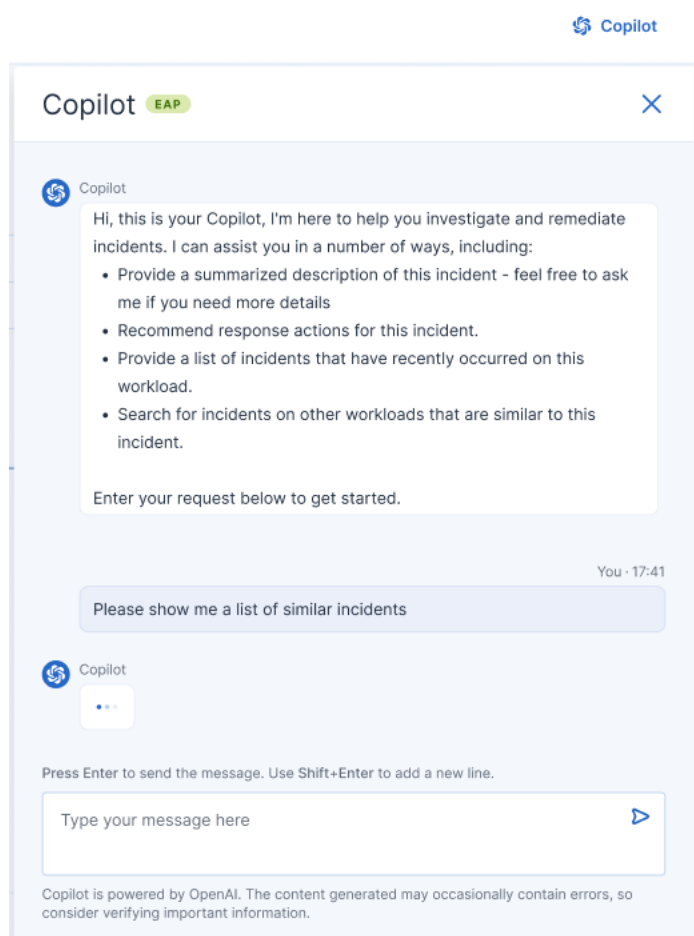 Copilot
Copilot EAP
Copilot
Hi, this is your Copilot, I'm here to help you investigate and remediate
incidents. I can assist you in a number of ways, including:
• Provide a summarized description of this incident - feel free to ask
me if you need more details
• Recommend response actions for this incident.
• Provide a list of incidents that have recently occurred on this
workload.
• Search for incidents on other workloads that are similar to this
incident.
Enter your request below to get started.
You · 17:41
Please show me a list of similar incidents
Copilot
Press Enter to send the message. Use Shift+Enter to add a new line.
Type your message here
Copilot is powered by OpenAI. The content generated may occasionally contain errors, so
consider verifying important information.